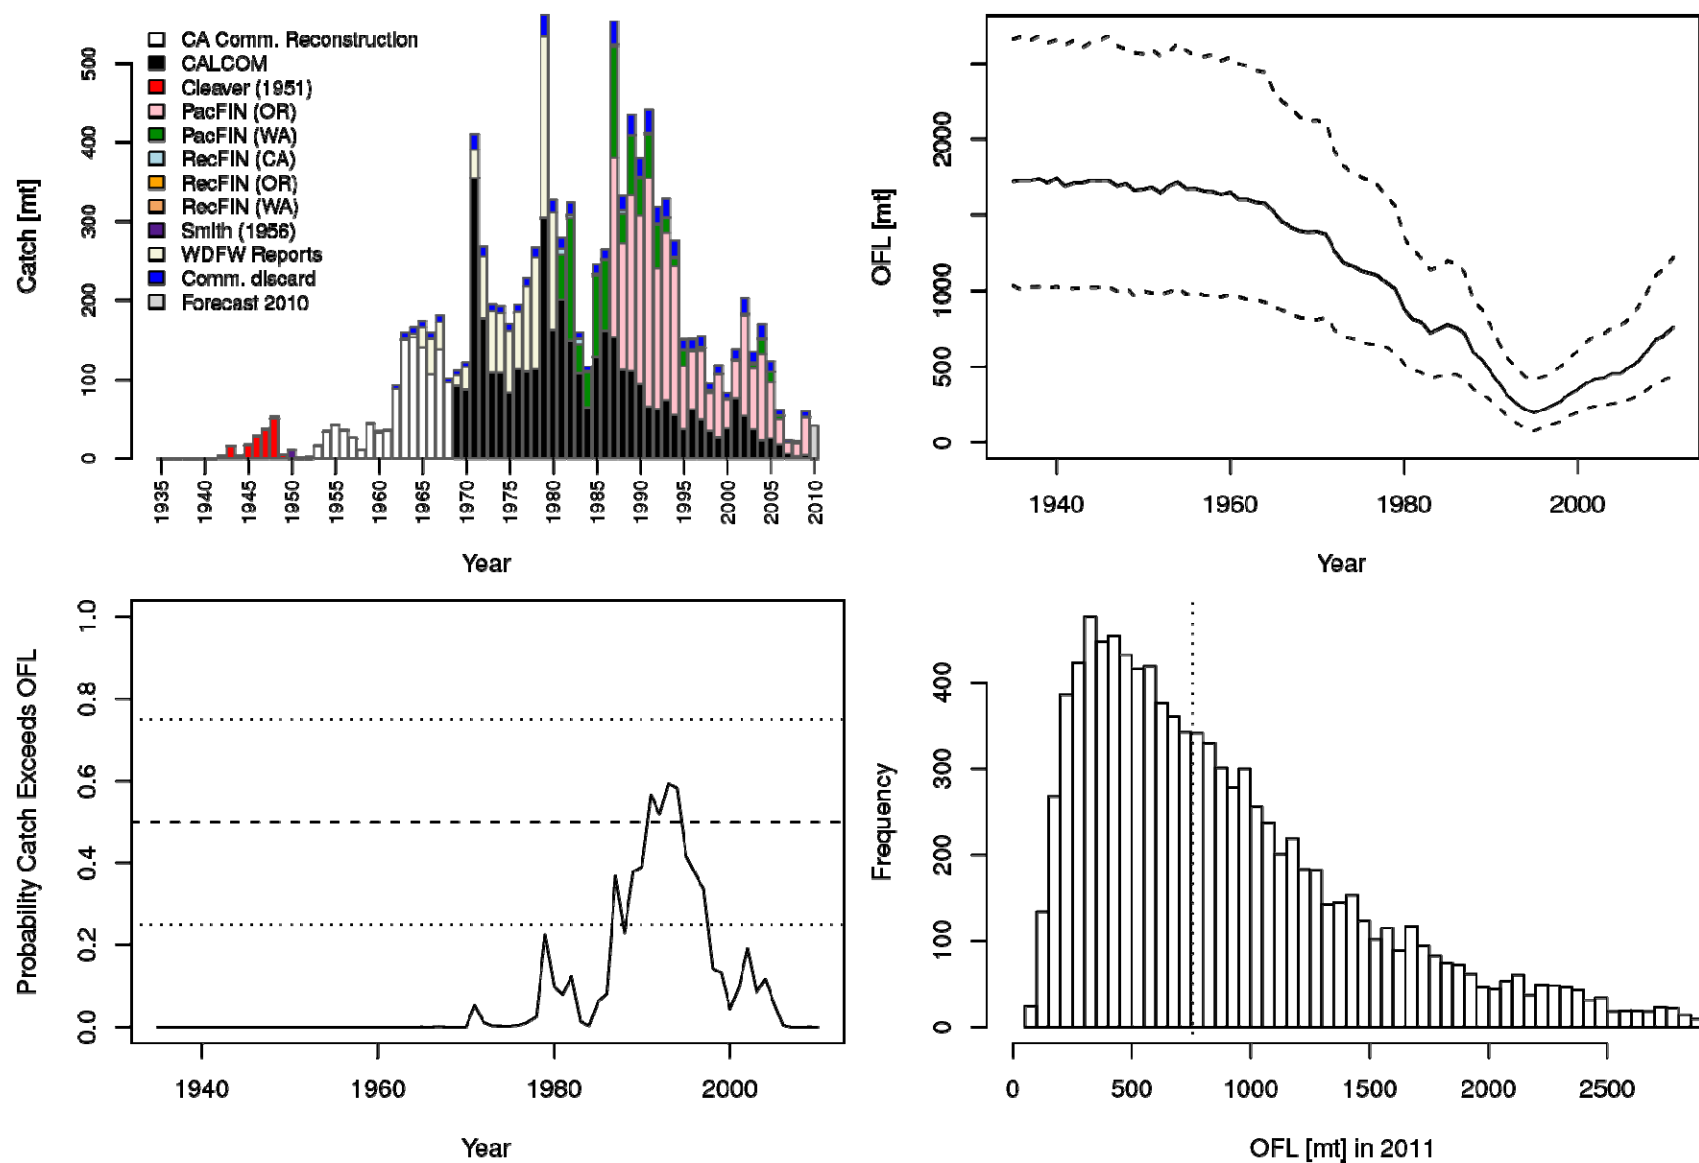 CA Comm. Reconstruction
CALCOM
Cleaver (1951)
PacFIN (OR)
PacFIN (WA)
RecFIN (CA)
RecFIN (OR)
RecFIN (WA)
Smith (1956)
WDFW Reports
Comm. discard
Forecast 2010
Catch [mt]
0 100 200 300 400 500
1935 1940 1945 1950 1955 1960 1965 1970 1975 1980 1985 1990 1995 2000 2005 2010
Year
OFL [mt]
0 500 1000 2000
1940 1960 1980 2000
Year
Probability Catch Exceeds OFL
0.0 0.2 0.4 0.6 0.8 1.0
1940 1960 1980 2000
Year
Frequency
0 100 200 300 400
0 500 1000 1500 2000 2500
OFL [mt] in 2011